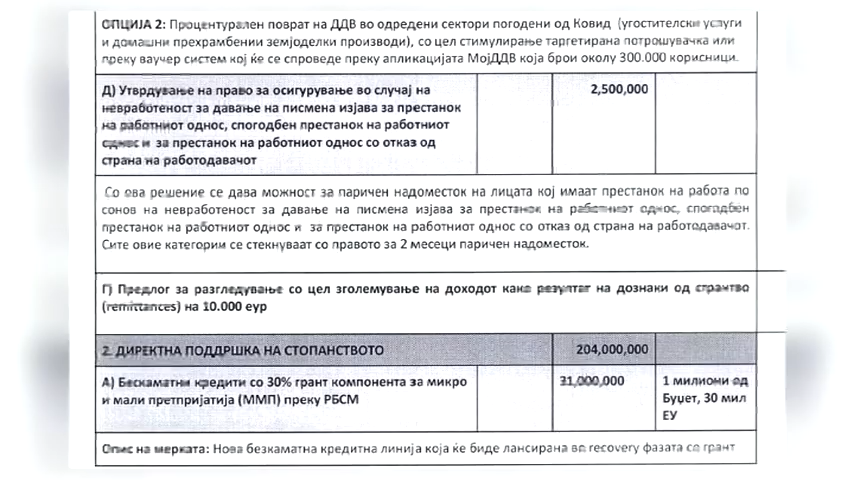 ОПЦИЈА 2: Процентурален поврат на ДДВ во одредени сектори погодени од Ковид (угостителски услуги
и домашни прехрамбении земјоделки производи), со цел стимулирање таргетирана потрошувачка или
преку ваучер систем кој ќе се спроведе преку апликацијата МојДДВ која брои околу 300.000 корисници.
Д) Утврдување на право за осигурување во случај на
невработеност за давање на писмена изјава за престанок
на работниот однос, спогодбен престанок на работниот
однос и за престанок на работниот однос со отказ од
страна на работодавачот
2,500,000
Со ова решение се дава можност за паричен надоместок на лицата кој имаат престанок на работа по
сонов на невработеност за давање на писмена изјава за престанок на работниот однос, спогодбен
престанок на работниот однос и за престанок на работниот однос со отказ од страна на работодавачот.
Сите овие категории се стекнуваат со правото за 2 месеци паричен надоместок.
Г) Предлог за разгледување со цел зголемување на доходот како резултат на дознаки од странство
(remittances) на 10.000 еур
2. ДИРЕКТНА ПОДДРШКА НА СТОПАНСТВОТО 204,000,000
А) Бескаматни кредити со 30% грант компонента за микро
и мали претпријатија (ММП) преку РБСМ
31,000,000
1 милиони од
Буџет, 30 мил
ЕУ
Опис на мерката: Нова безкаматна кредитна линија која ќе биде лансирана во recovery фазата со грант